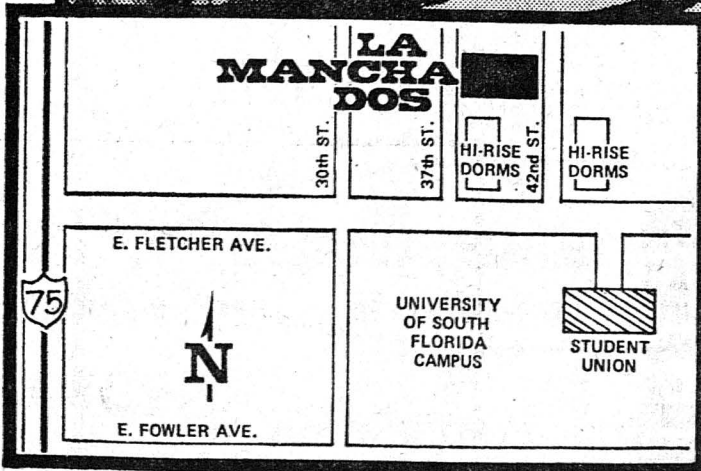 LA
MANCHA
DOS
30th ST.
37th ST.
HI-RISE
DORMS
42nd ST.
HI-RISE
DORMS
E. FLETCHER AVE.
75
N
UNIVERSITY
OF SOUTH
FLORIDA
CAMPUS
STUDENT
UNION
E. FOWLER AVE.